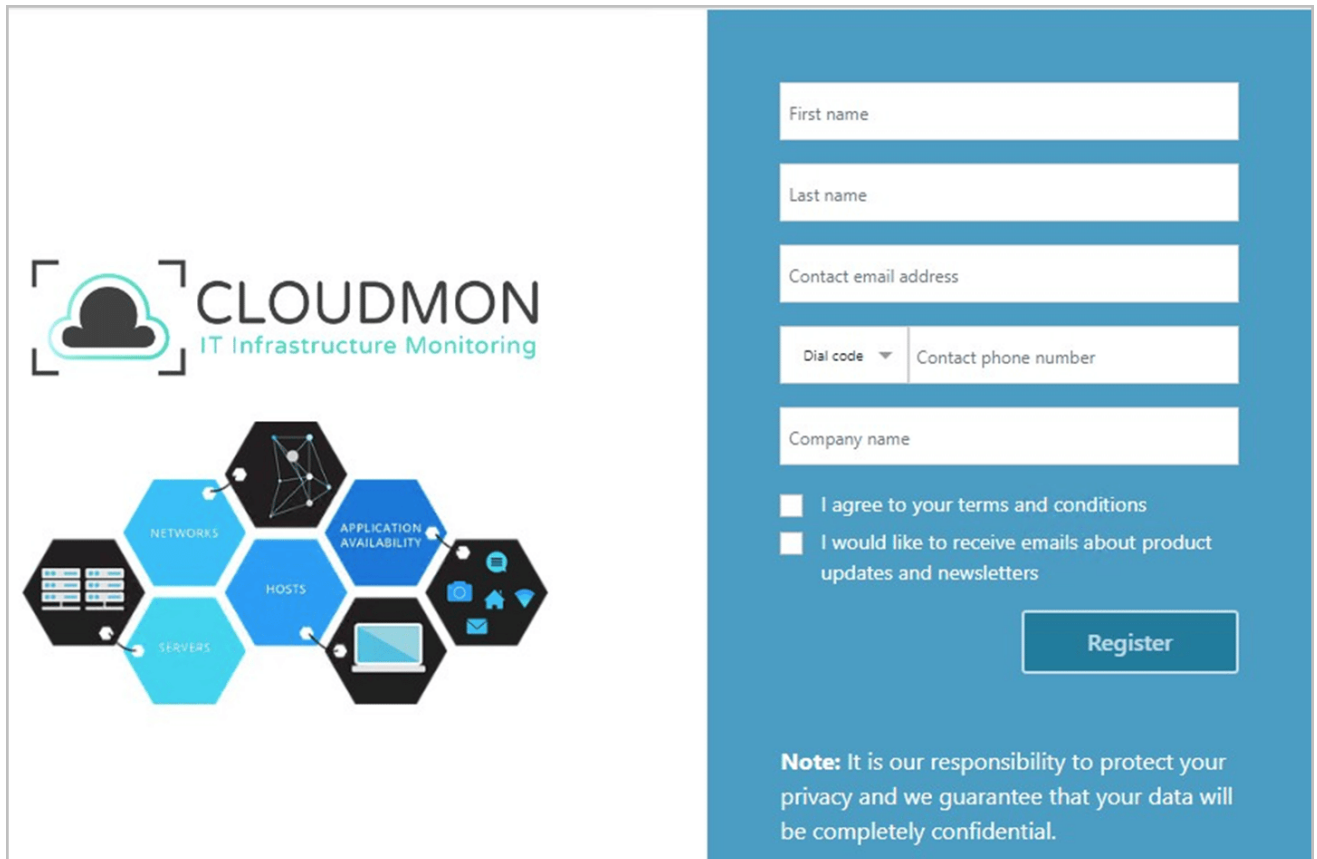 CLOUDMON
IT Infrastructure Monitoring
NETWORKS
APPLICATION
AVAILABILITY
HOSTS
SERVERS
First name
Last name
Contact email address
Dial code
Contact phone number
Company name
I agree to your terms and conditions
I would like to receive emails about product
updates and newsletters
Register
Note: It is our responsibility to protect your
privacy and we guarantee that your data will
be completely confidential.